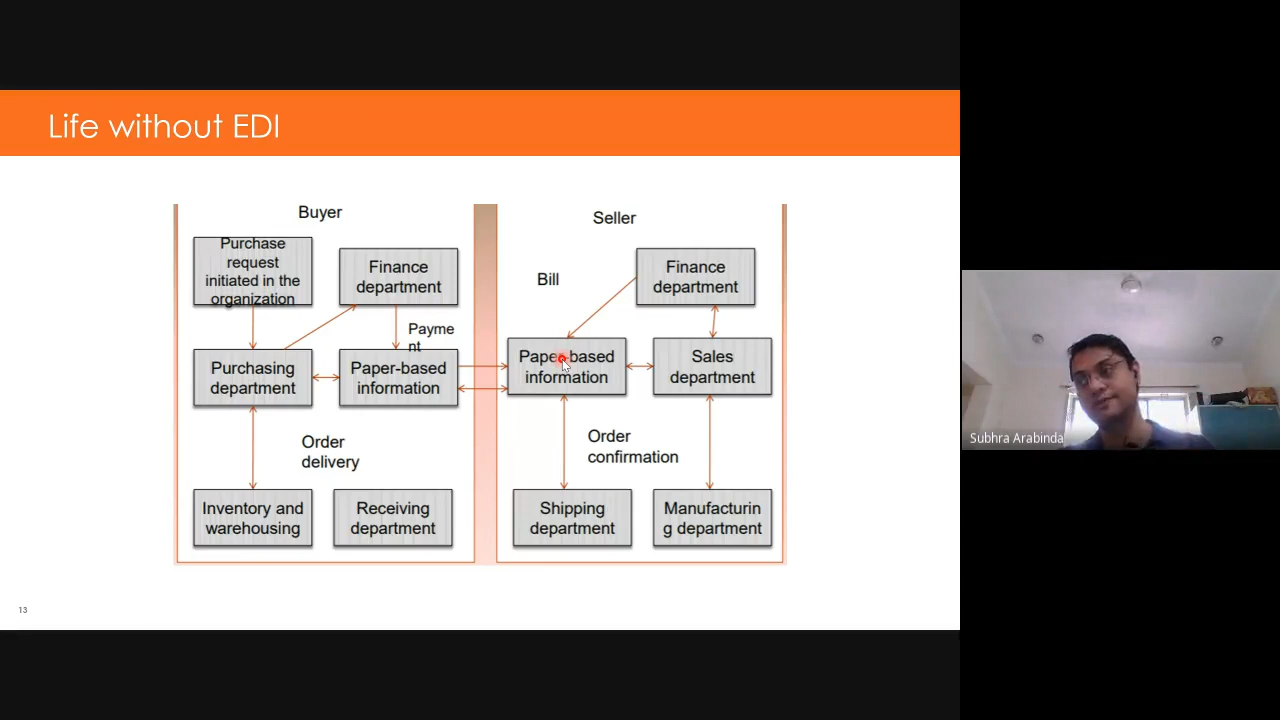 Life without EDI
Buyer
Purchase
request
initiated in the
organization
Finance
department
Payme
nt
Purchasing
department
Paper-based
information
Order
delivery
Inventory and
warehousing
Receiving
department
Seller
Bill
Finance
department
Paper-based
information
Sales
department
Order
confirmation
Shipping
department
Manufacturin
g department
13
Subhra Arabinda